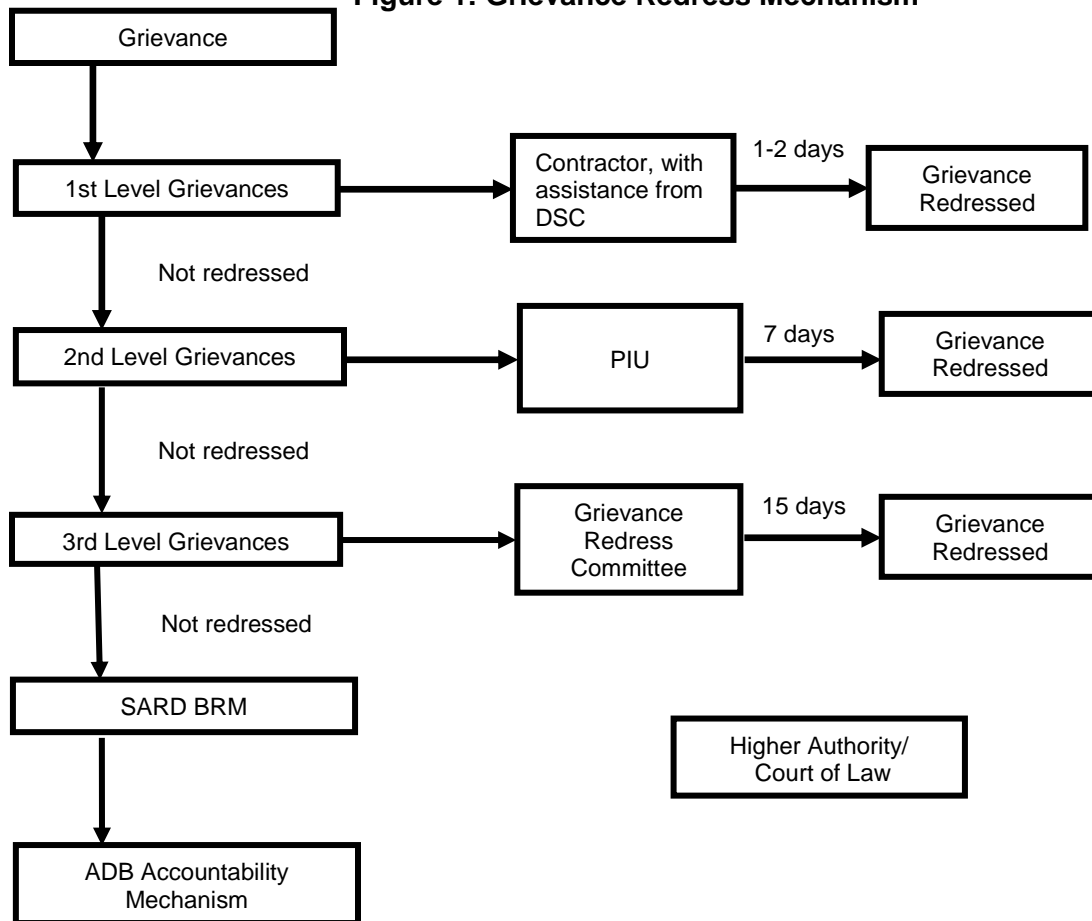 Figure 1: Grievance Redress Mechanism
Grievance
1st Level Grievances
Contractor, with
assistance from
DSC
1-2 days
Grievance
Redressed
Not redressed
2nd Level Grievances
PIU
7 days
Grievance
Redressed
Not redressed
3rd Level Grievances
Grievance
Redress
Committee
15 days
Grievance
Redressed
Not redressed
SARD BRM
Higher Authority/
Court of Law
ADB Accountability
Mechanism